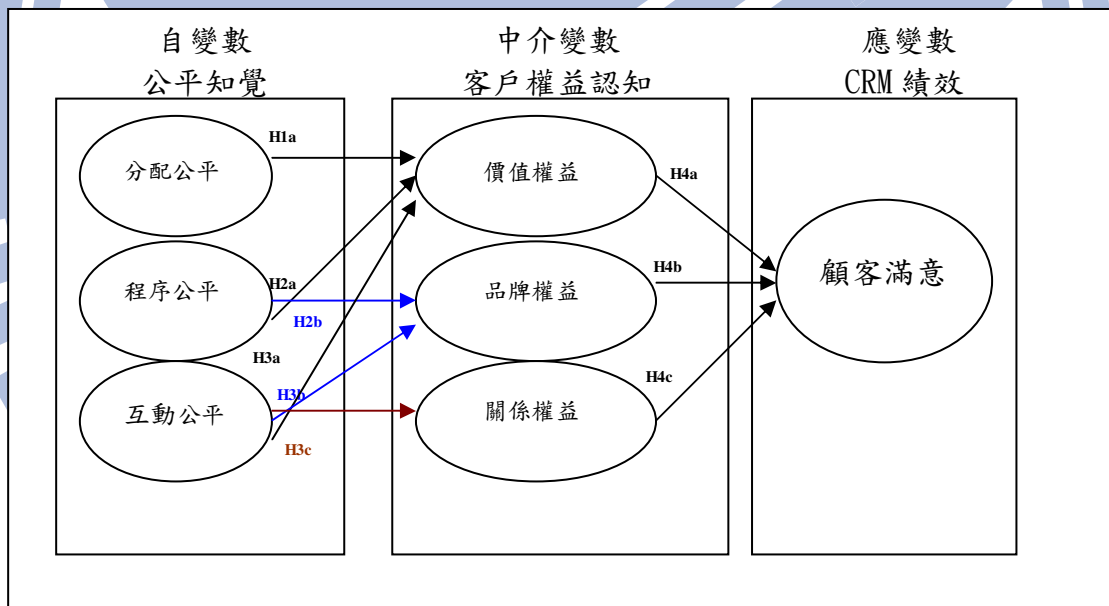 自變數
公平知覺
中介變數
客戶權益認知
應變數
CRM 績效
H1a
分配公平
價值權益
H4a
程序公平
H2a
H2b
品牌權益
H4b
顧客滿意
H3a
互動公平
H3b
H3c
關係權益
H4c